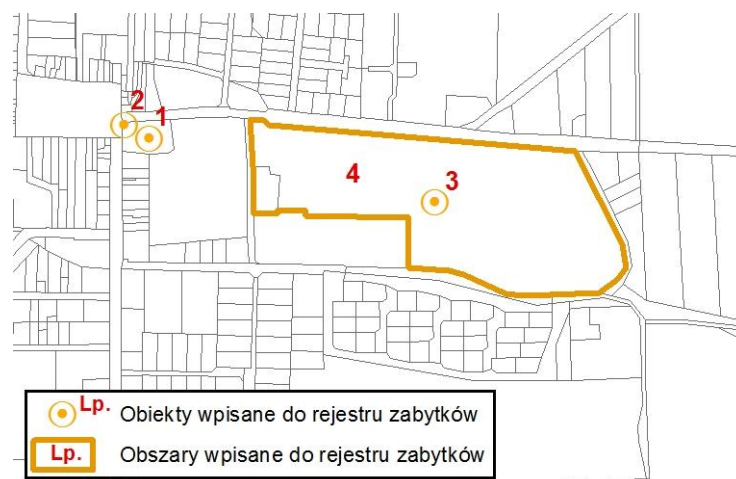 2
1
4
3
Lp. Obiekty wpisane do rejestru zabytków
Lp. Obszary wpisane do rejestru zabytków